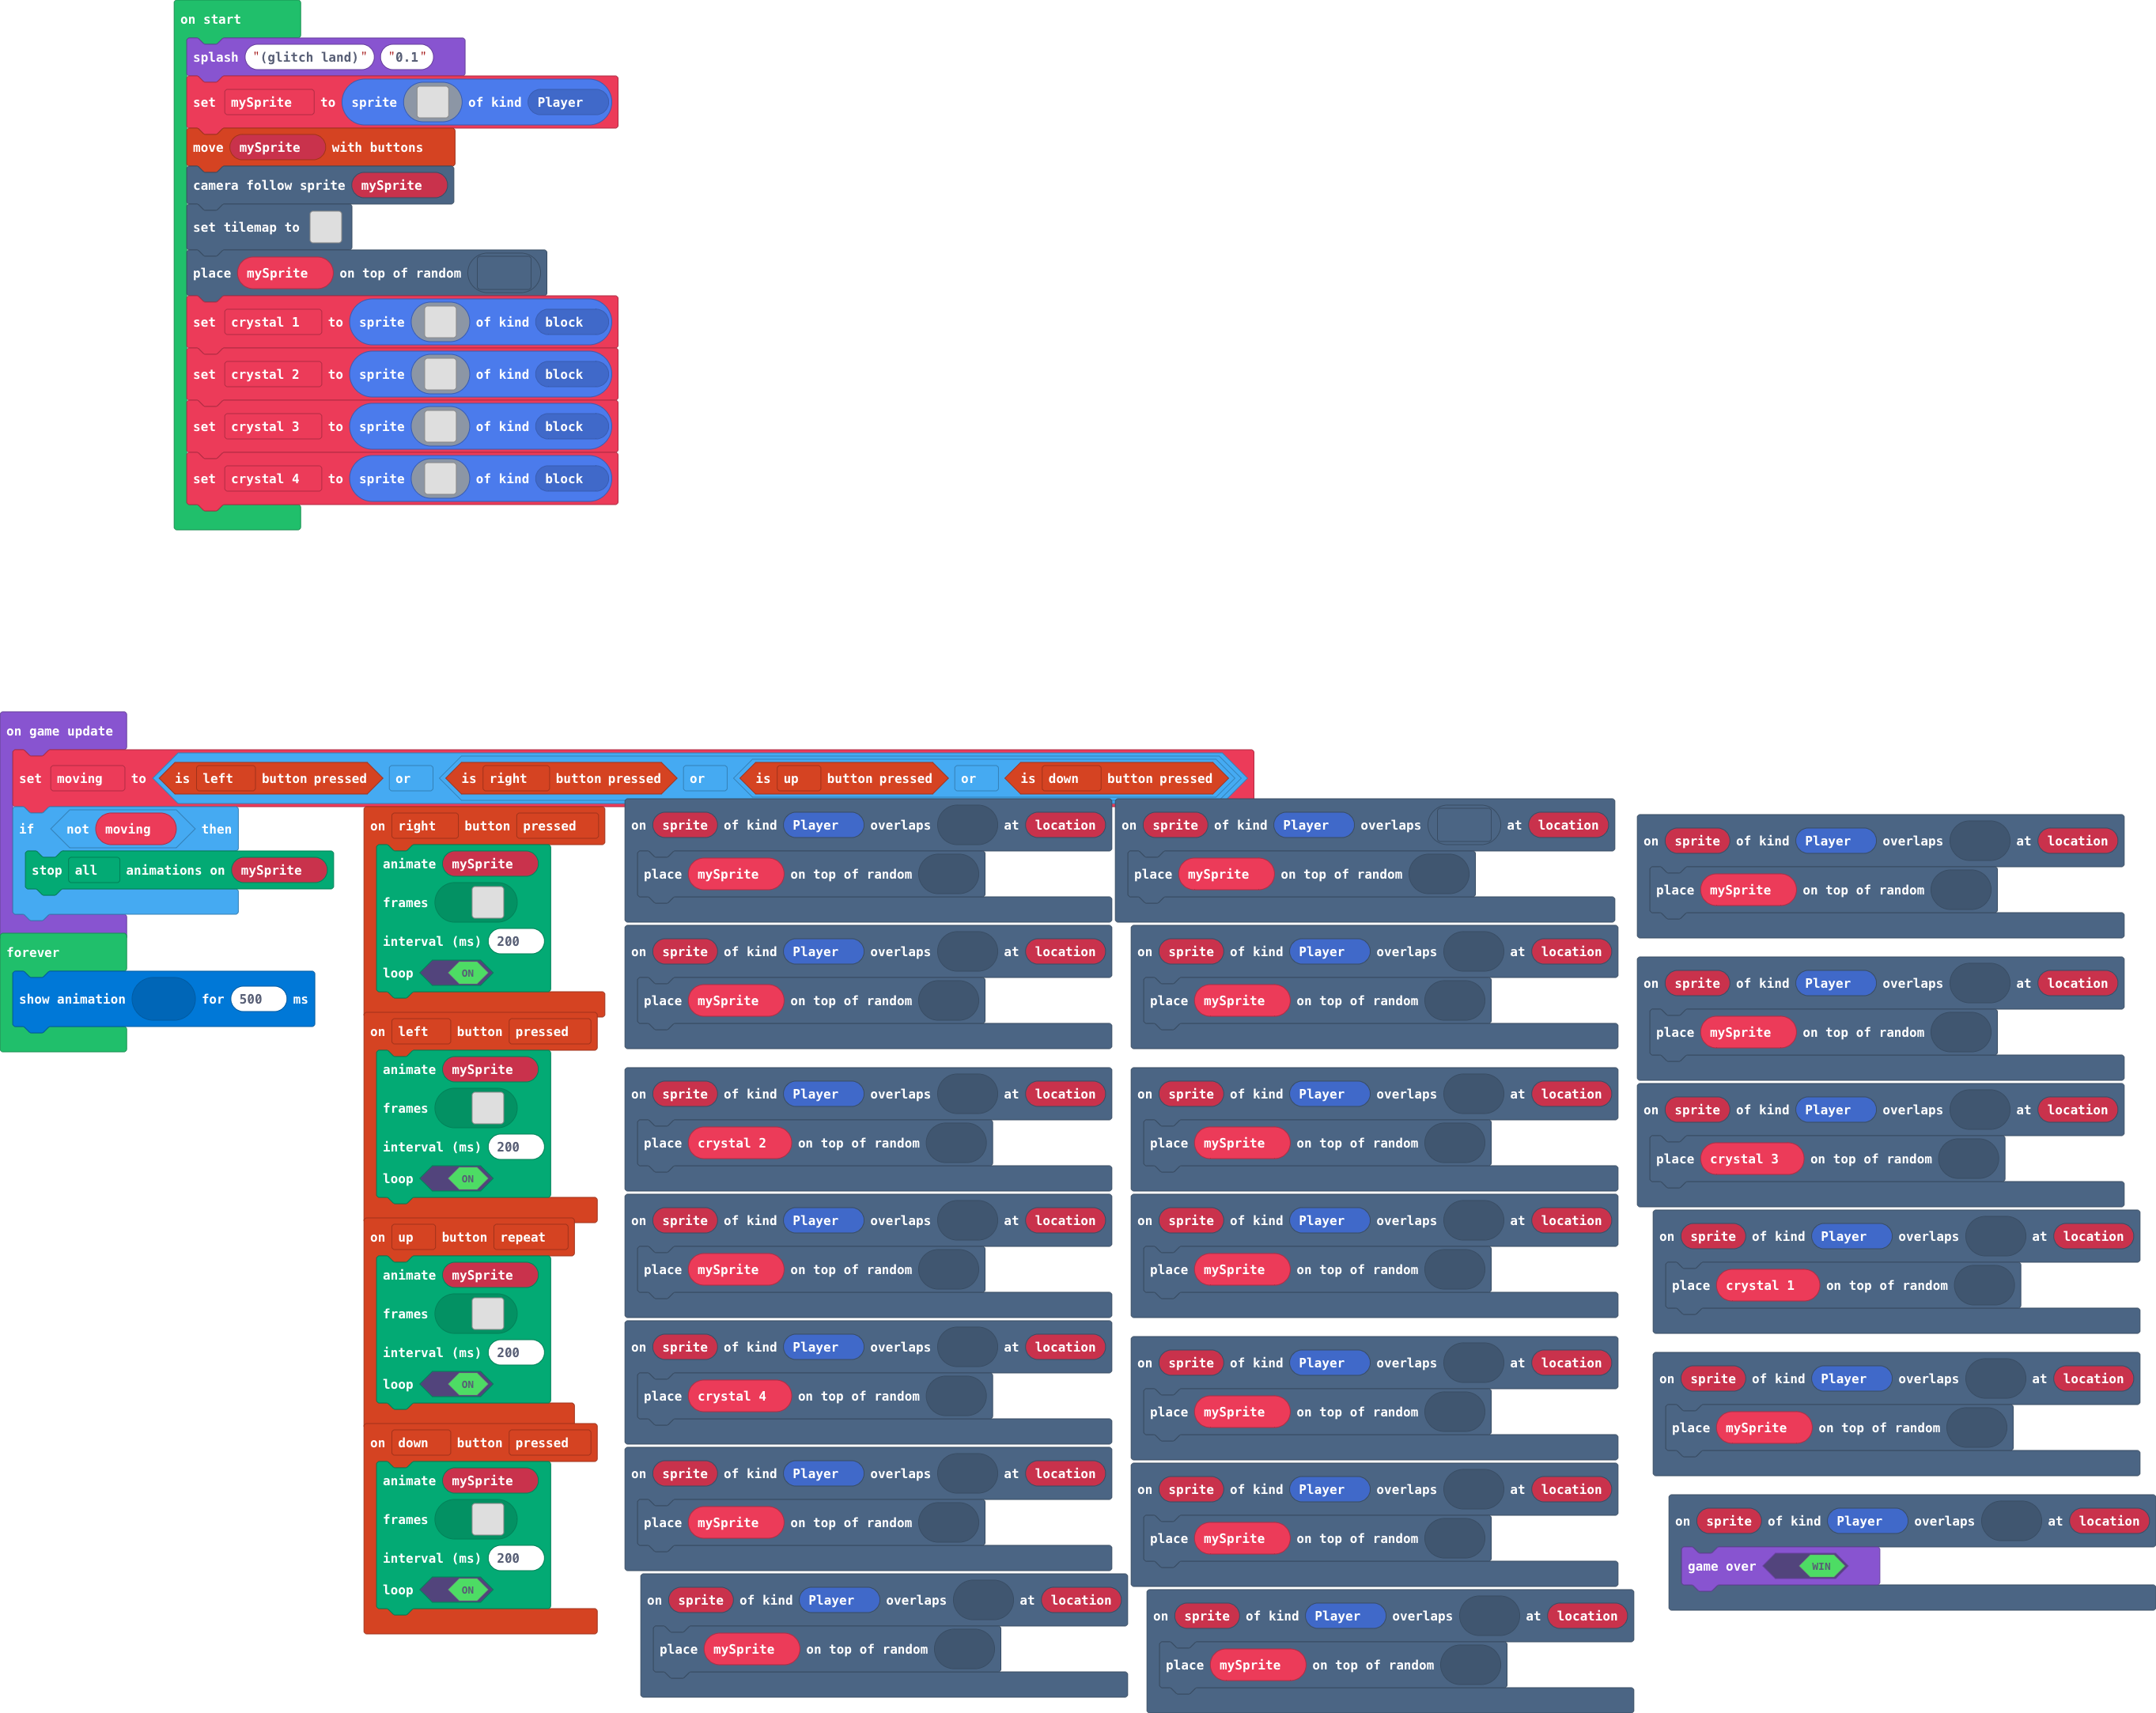 on start
splash "(glitch land)" "0.1"
set mySprite to sprite of kind Player
move mySprite with buttons
camera follow sprite mySprite
set tilemap to
place mySprite on top of random
set crystal 1 to sprite of kind block
set crystal 2 to sprite of kind block
set crystal 3 to sprite of kind block
set crystal 4 to sprite of kind block
on game update
set moving to is left button pressed or is right button pressed or is up button pressed or is down button pressed
if not moving then
stop all animations on mySprite
forever
show animation for 500 ms
on right button pressed
animate mySprite
frames
interval (ms) 200
loop ON
on left button pressed
animate mySprite
frames
interval (ms) 200
loop ON
on up button repeat
animate mySprite
frames
interval (ms) 200
loop ON
on down button pressed
animate mySprite
frames
interval (ms) 200
loop ON
on sprite of kind Player overlaps at location
place mySprite on top of random
on sprite of kind Player overlaps at location
place mySprite on top of random
on sprite of kind Player overlaps at location
place crystal 2 on top of random
on sprite of kind Player overlaps at location
place mySprite on top of random
on sprite of kind Player overlaps at location
place crystal 4 on top of random
on sprite of kind Player overlaps at location
place mySprite on top of random
on sprite of kind Player overlaps at location
place mySprite on top of random
on sprite of kind Player overlaps at location
place mySprite on top of random
on sprite of kind Player overlaps at location
place mySprite on top of random
on sprite of kind Player overlaps at location
place mySprite on top of random
on sprite of kind Player overlaps at location
place mySprite on top of random
on sprite of kind Player overlaps at location
place mySprite on top of random
on sprite of kind Player overlaps at location
place mySprite on top of random
on sprite of kind Player overlaps at location
place mySprite on top of random
on sprite of kind Player overlaps at location
place mySprite on top of random
on sprite of kind Player overlaps at location
place mySprite on top of random
on sprite of kind Player overlaps at location
place crystal 3 on top of random
on sprite of kind Player overlaps at location
place crystal 1 on top of random
on sprite of kind Player overlaps at location
place mySprite on top of random
on sprite of kind Player overlaps at location
game over WIN